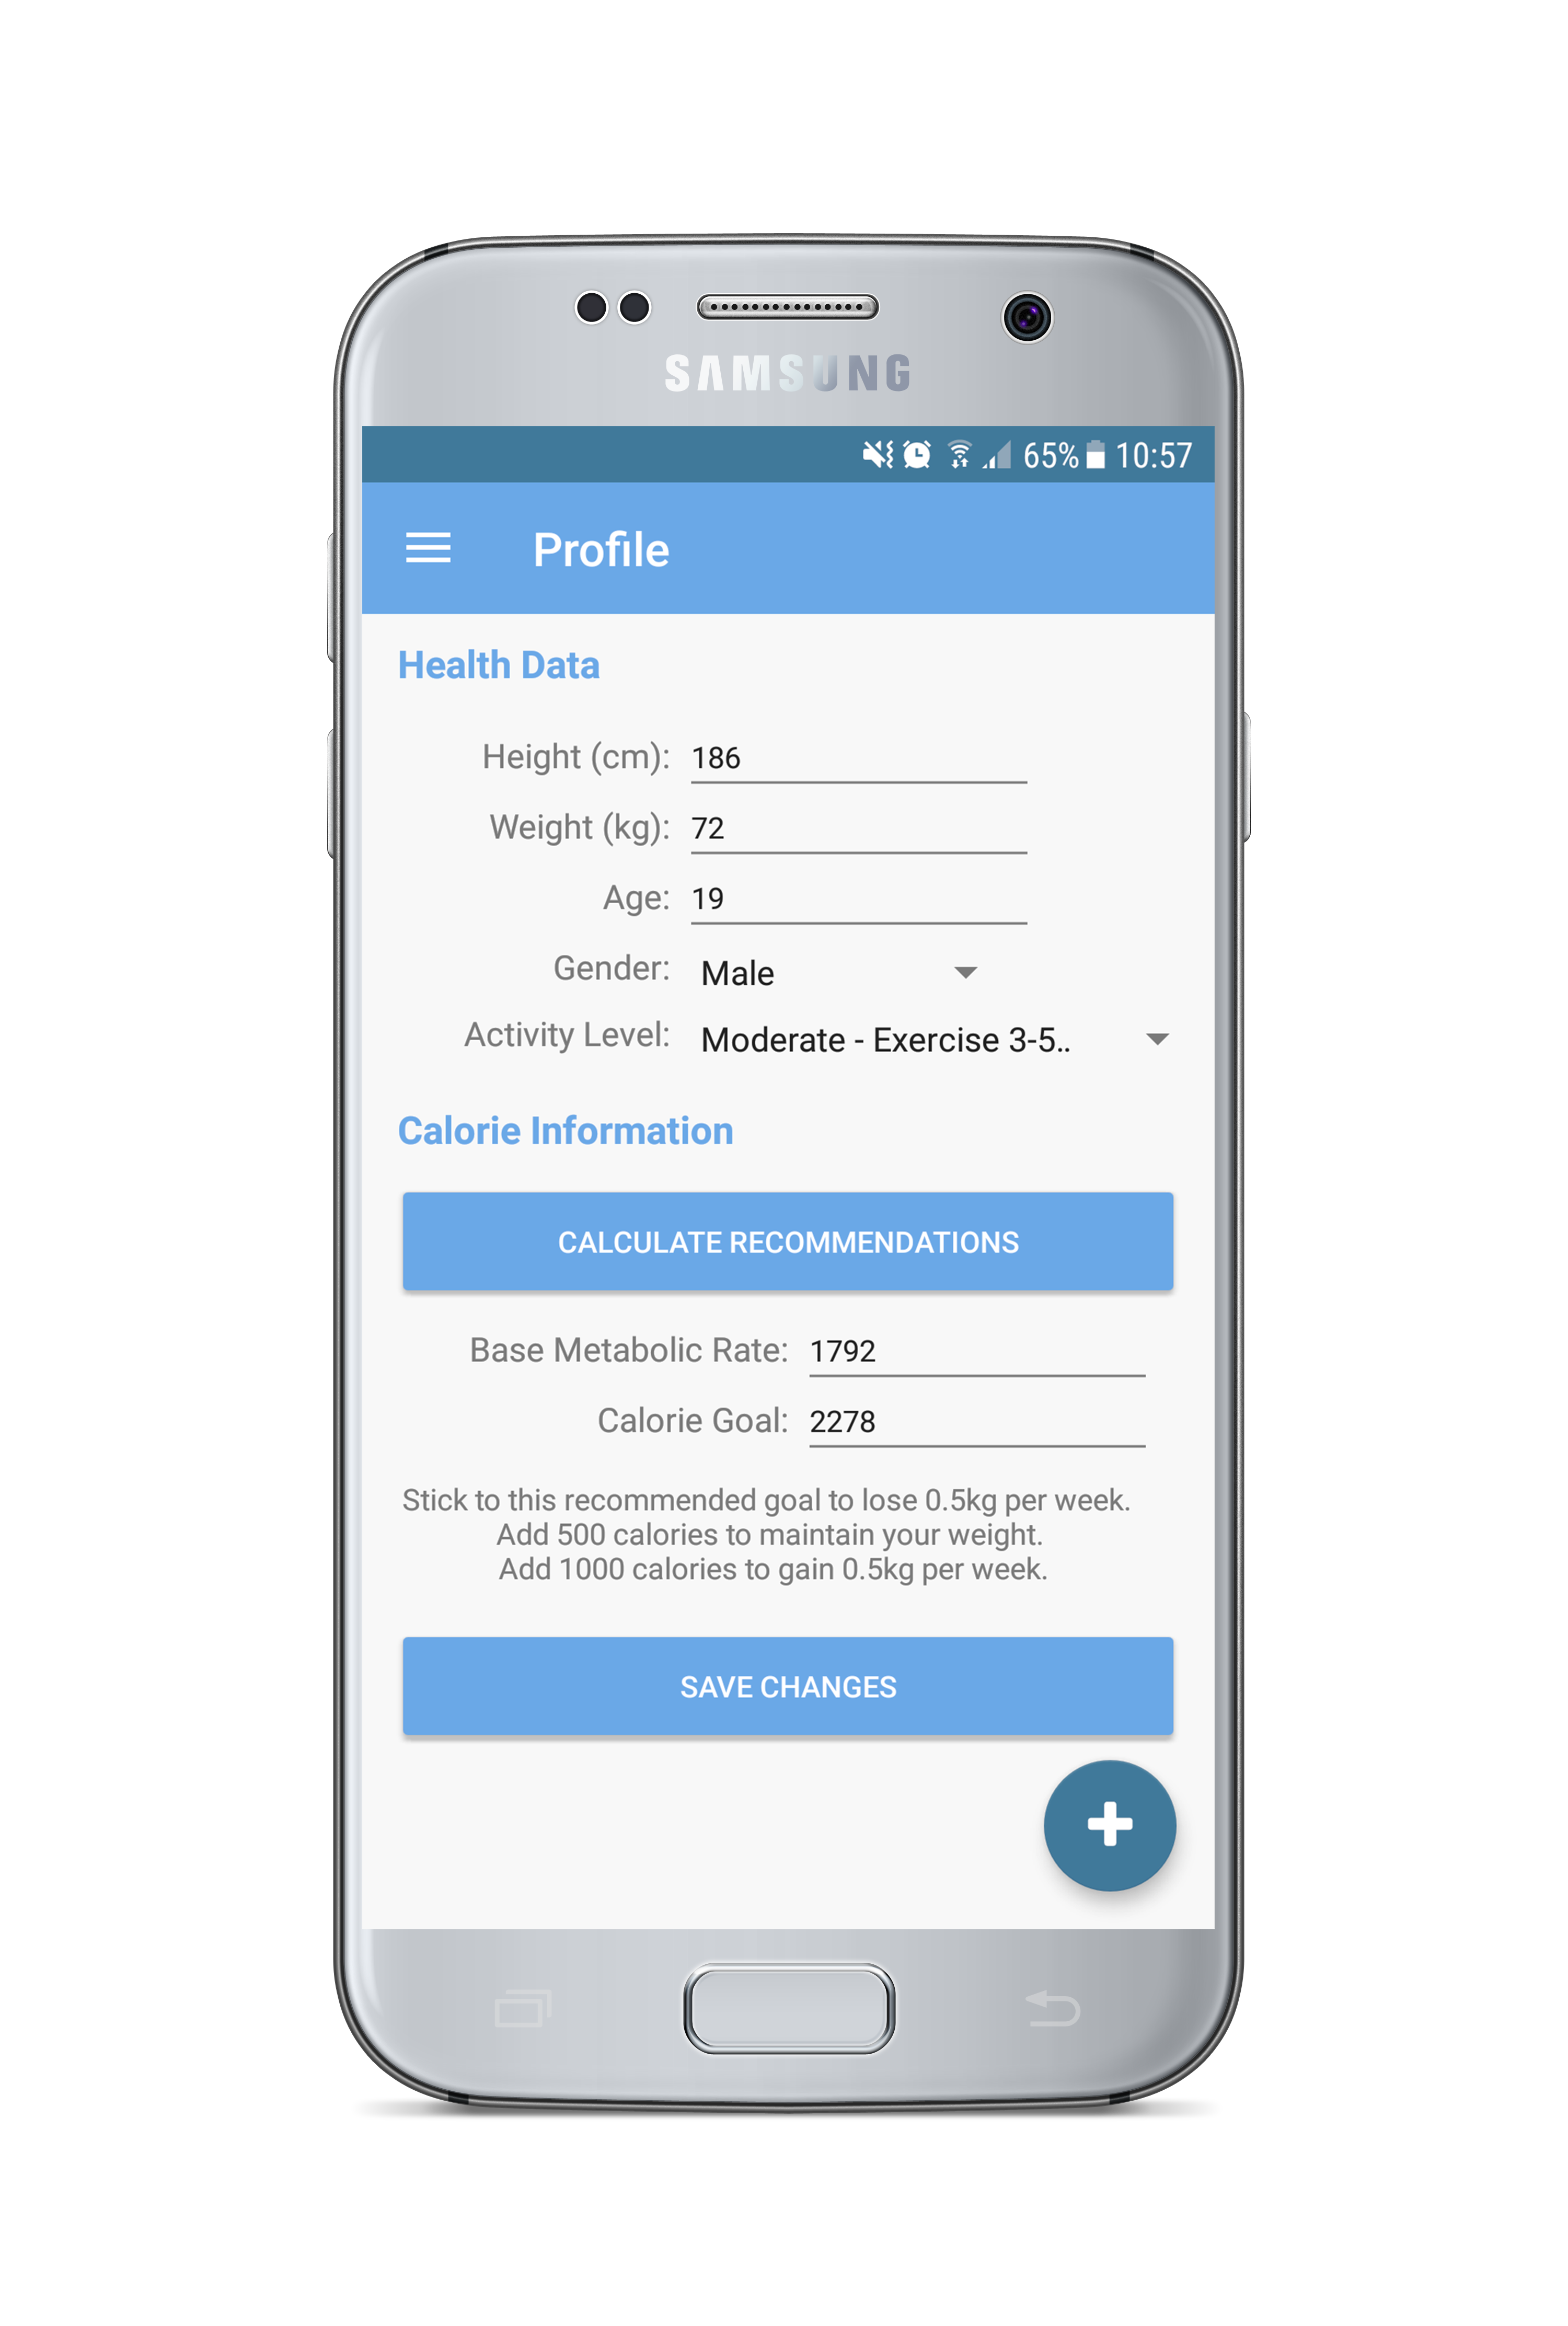 SAMSUNG
65% 10:57
Profile
Health Data
Height (cm): 186
Weight (kg): 72
Age: 19
Gender: Male
Activity Level: Moderate - Exercise 3-5..
Calorie Information
CALCULATE RECOMMENDATIONS
Base Metabolic Rate: 1792
Calorie Goal: 2278
Stick to this recommended goal to lose 0.5kg per week.
Add 500 calories to maintain your weight.
Add 1000 calories to gain 0.5kg per week.
SAVE CHANGES